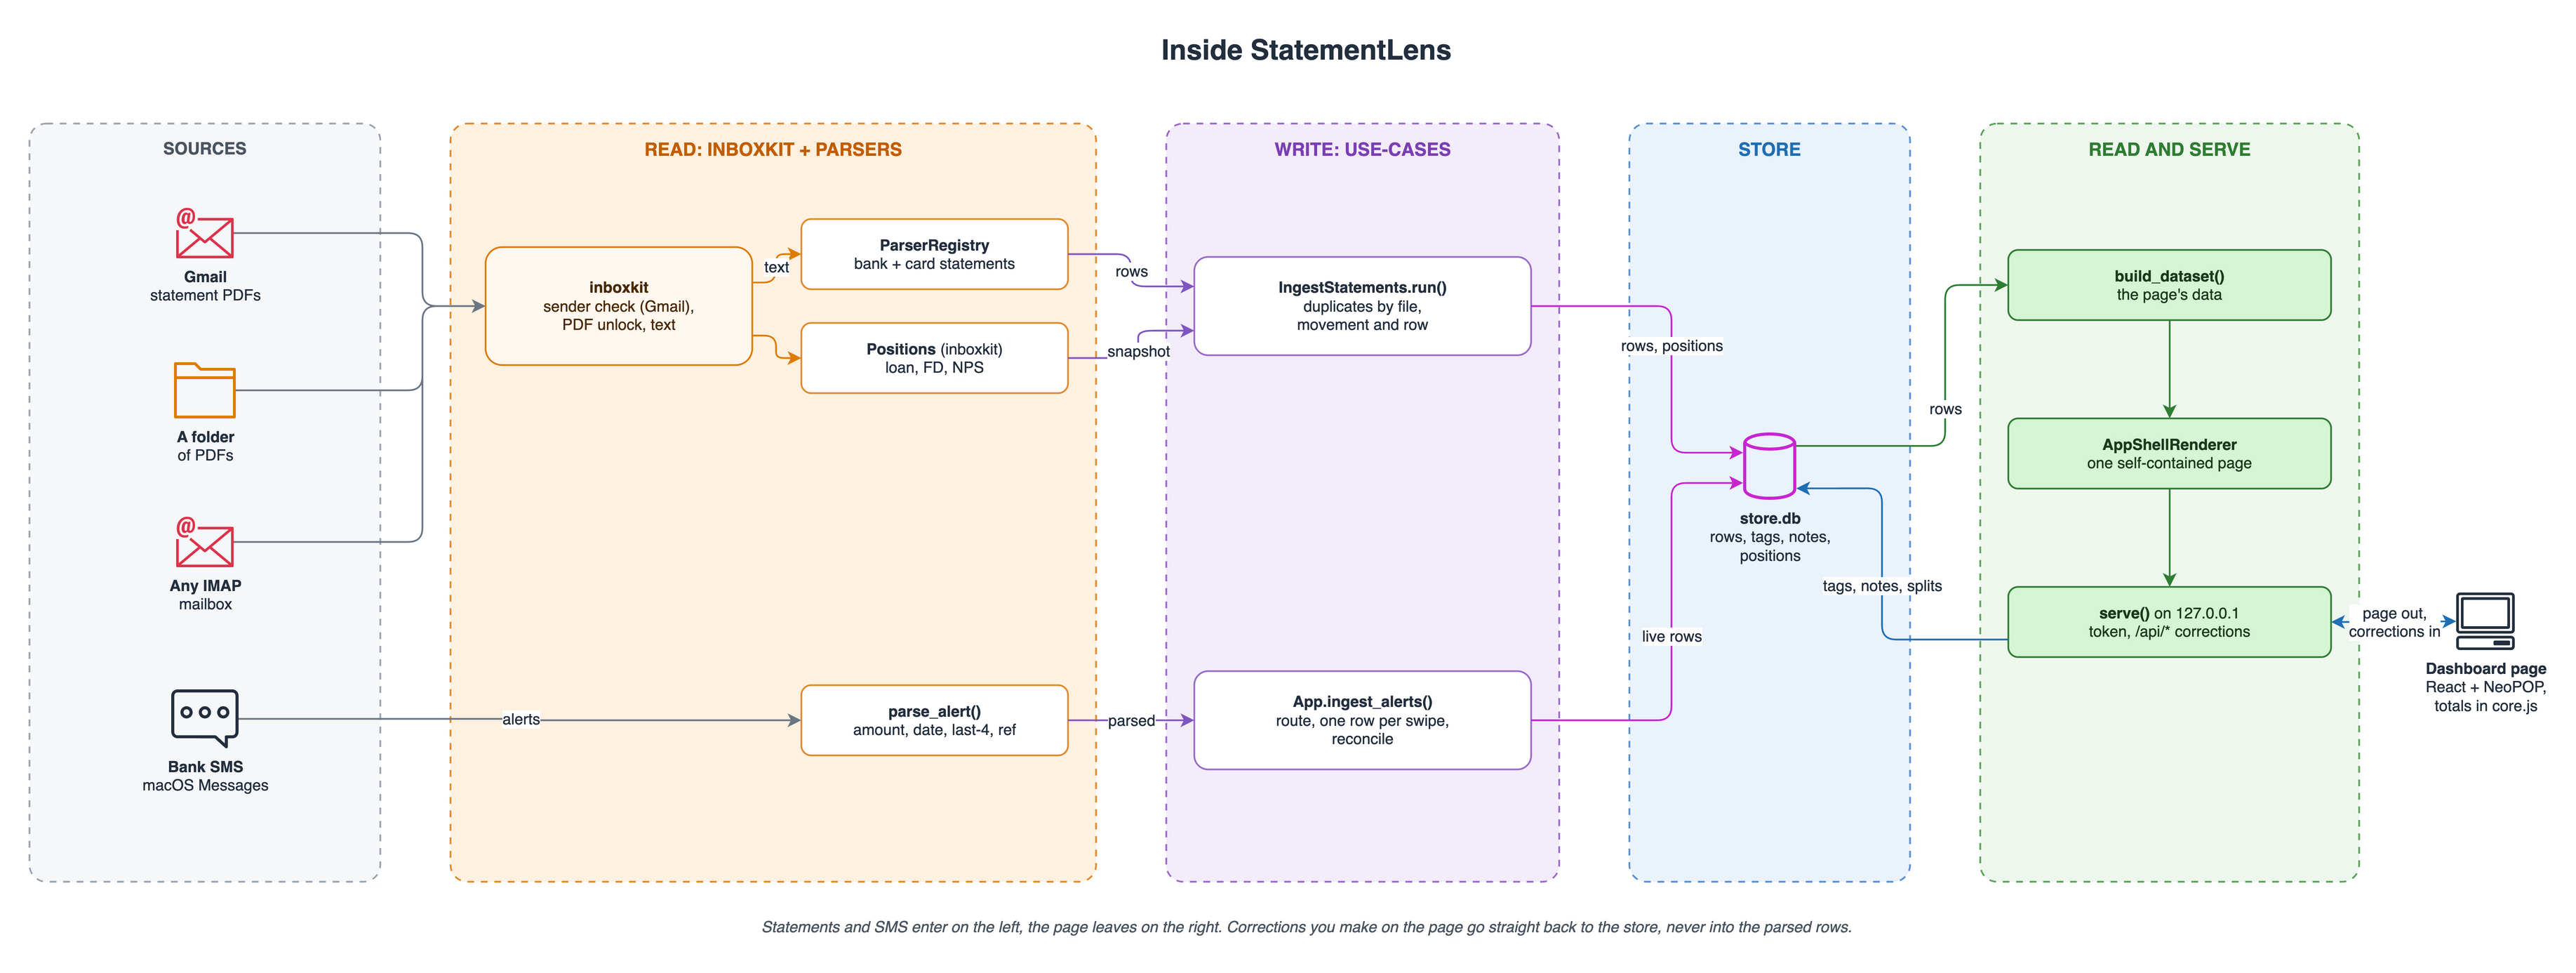 Inside StatementLens
SOURCES
Gmail
statement PDFs
A folder
of PDFs
Any IMAP
mailbox
Bank SMS
macOS Messages
alerts
READ: INBOXKIT + PARSERS
inboxkit
sender check (Gmail),
PDF unlock, text
text
ParserRegistry
bank + card statements
Positions (inboxkit)
loan, FD, NPS
parse_alert()
amount, date, last-4, ref
rows
snapshot
parsed
WRITE: USE-CASES
IngestStatements.run()
duplicates by file,
movement and row
App.ingest_alerts()
route, one row per swipe,
reconcile
rows, positions
live rows
STORE
store.db
rows, tags, notes,
positions
rows
tags, notes, splits
READ AND SERVE
build_dataset()
the page's data
AppShellRenderer
one self-contained page
serve() on 127.0.0.1
token, /api/* corrections
page out,
corrections in
Dashboard page
React + NeoPOP,
totals in core.js
Statements and SMS enter on the left, the page leaves on the right. Corrections you make on the page go straight back to the store, never into the parsed rows.